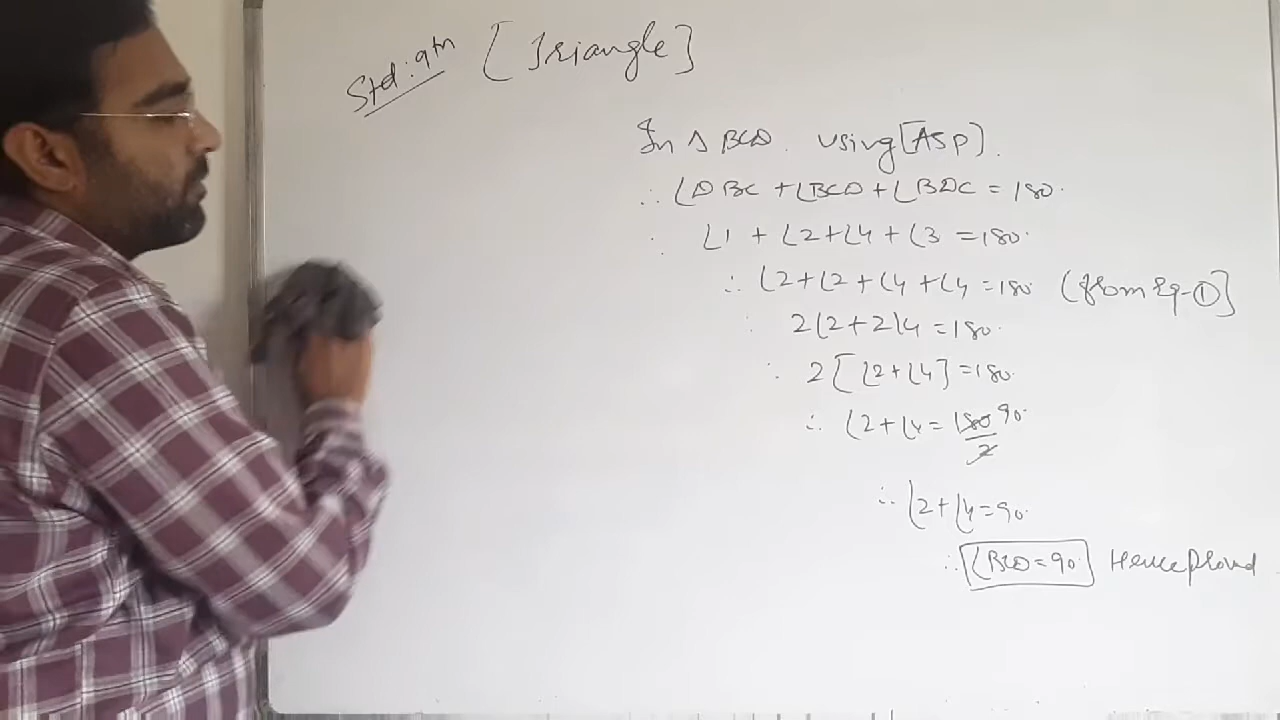 Std: 9th [Triangle]
In Δ BCD. using [ASP].
∴ ∠DBC + ∠BCD + ∠BDC = 180.
∴ ∠1 + ∠2 + ∠4 + ∠3 = 180.
∴ ∠2 + ∠2 + ∠4 + ∠4 = 180 (from Eq-①]
∴ 2∠2 + 2∠4 = 180.
∴ 2 [∠2 + ∠4] = 180.
∴ ∠2 + ∠4 = 180/2 90.
∴ ∠2 + ∠4 = 90.
∴ ∠BCD = 90. Hence Proved